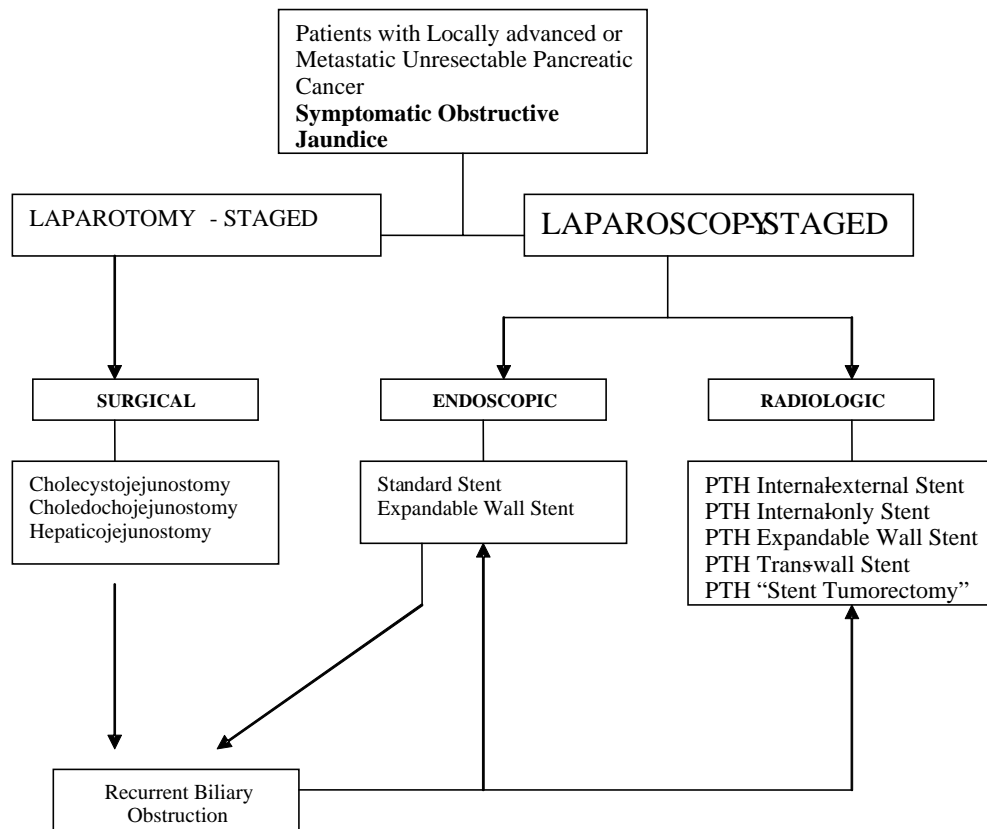 Patients with Locally advanced or
Metastatic Unresectable Pancreatic
Cancer
Symptomatic Obstructive
Jaundice
LAPAROTOMY - STAGED
LAPAROSCOPY-STAGED
SURGICAL
ENDOSCOPIC
RADIOLOGIC
Cholecystojejunostomy
Choledochojejunostomy
Hepaticojejunostomy
Standard Stent
Expandable Wall Stent
PTH Internal-external Stent
PTH Internal-only Stent
PTH Expandable Wall Stent
PTH Trans-wall Stent
PTH “Stent Tumorectomy”
Recurrent Biliary
Obstruction